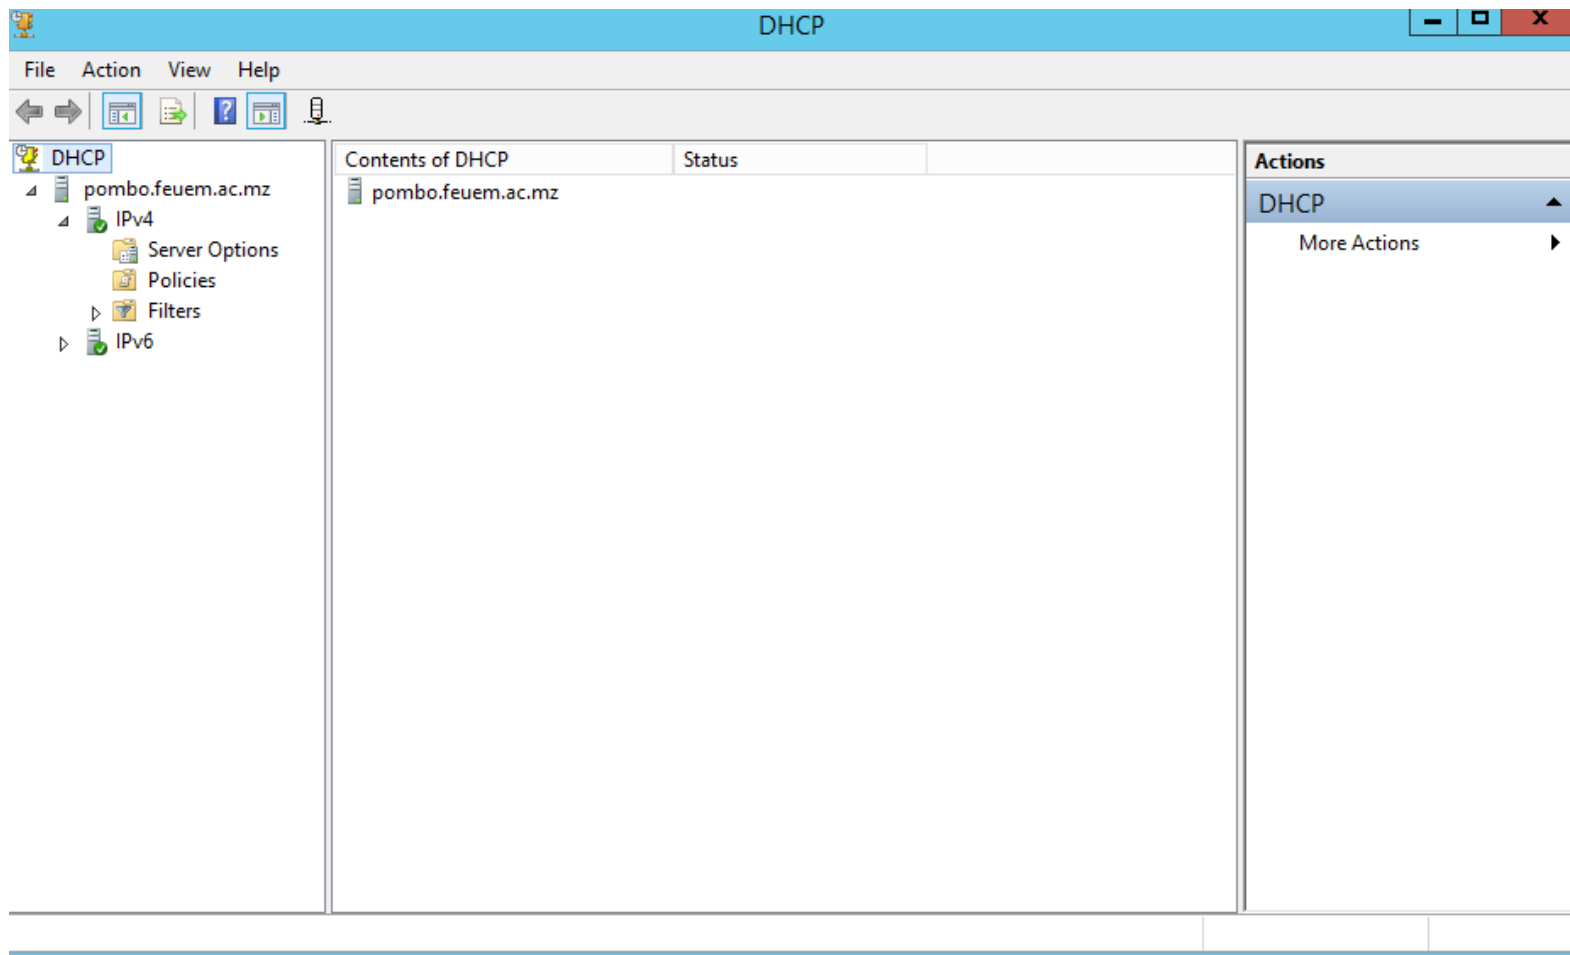 DHCP
File Action View Help
DHCP
pombo.feuem.ac.mz
IPv4
Server Options
Policies
Filters
IPv6
Contents of DHCP Status
pombo.feuem.ac.mz
Actions
DHCP
More Actions